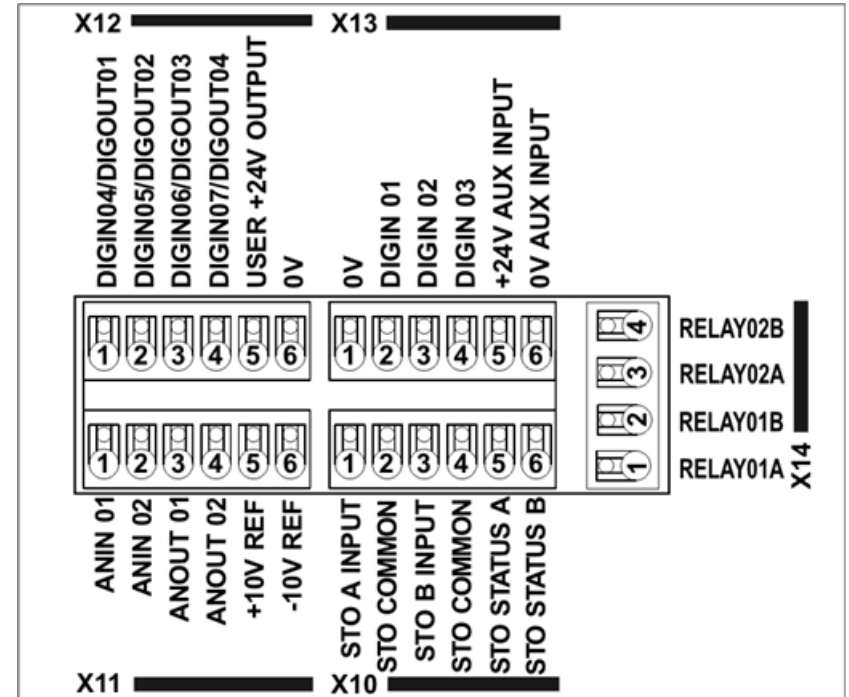 X12
X13
DIGIN04/DIGOUT01
DIGIN05/DIGOUT02
DIGIN06/DIGOUT03
DIGIN07/DIGOUT04
USER +24V OUTPUT
0V
0V
DIGIN 01
DIGIN 02
DIGIN 03
+24V AUX INPUT
0V AUX INPUT
1 2 3 4 5 6
1 2 3 4 5 6
4 RELAY02B
3 RELAY02A
2 RELAY01B
1 RELAY01A
X14
1 2 3 4 5 6
1 2 3 4 5 6
ANIN 01
ANIN 02
ANOUT 01
ANOUT 02
+10V REF
-10V REF
STO A INPUT
STO COMMON
STO B INPUT
STO COMMON
STO STATUS A
STO STATUS B
X11
X10